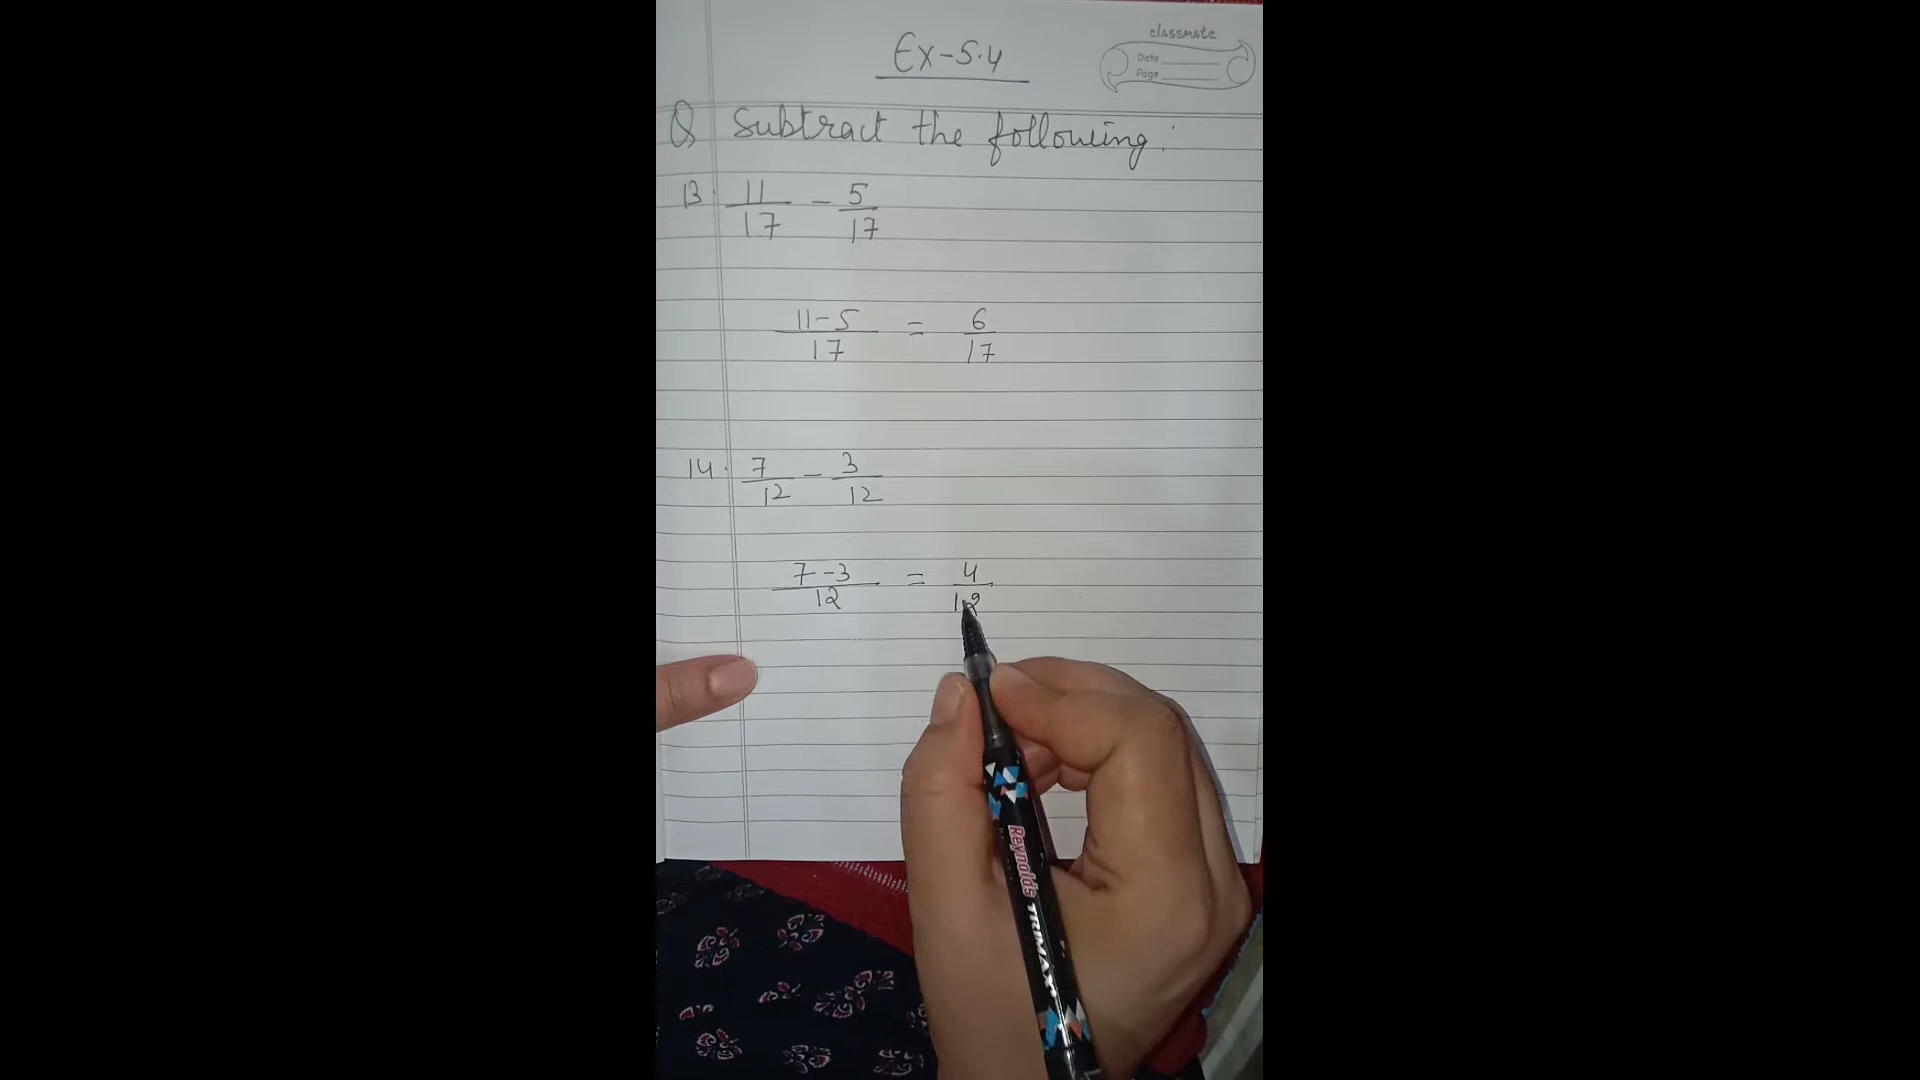 classmate
Date
Page
Ex-5.4
Q Subtract the following:
13. 11/17 - 5/17
11-5/17 = 6/17
14. 7/12 - 3/12
7-3/12 = 4/12
Reynolds TRIMAX